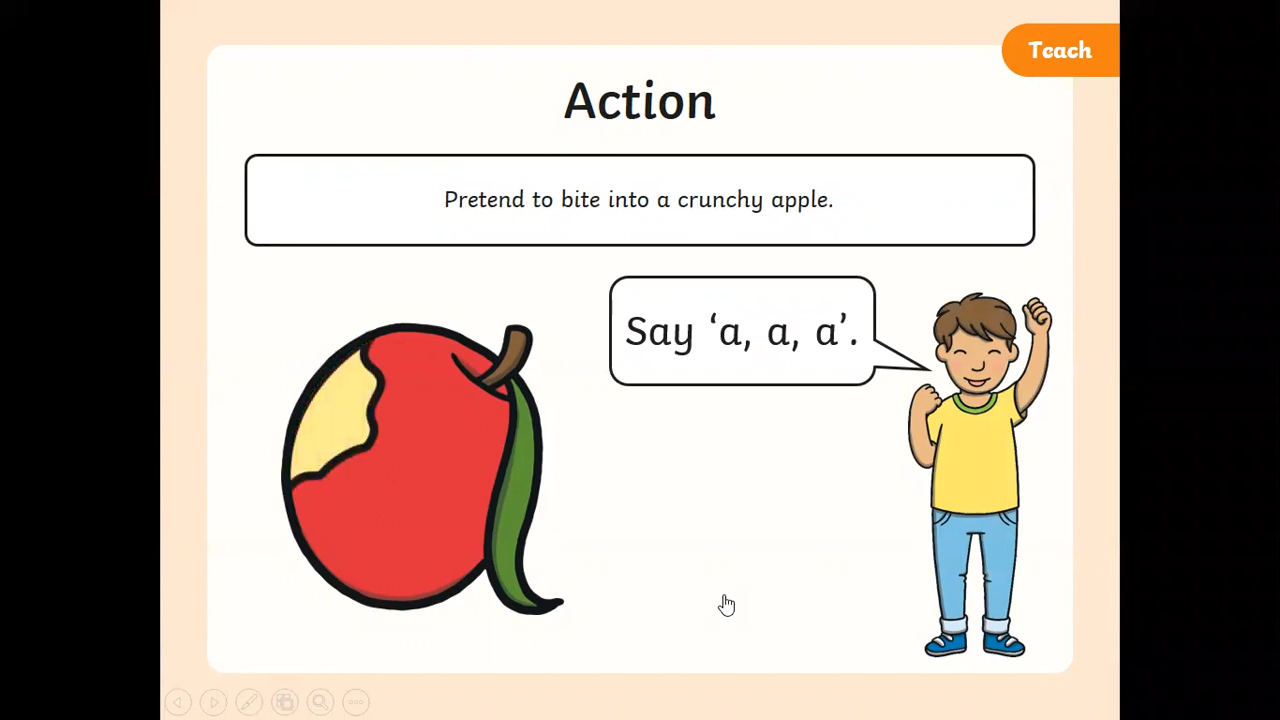 Teach
Action
Pretend to bite into a crunchy apple.
Say ‘a, a, a’.